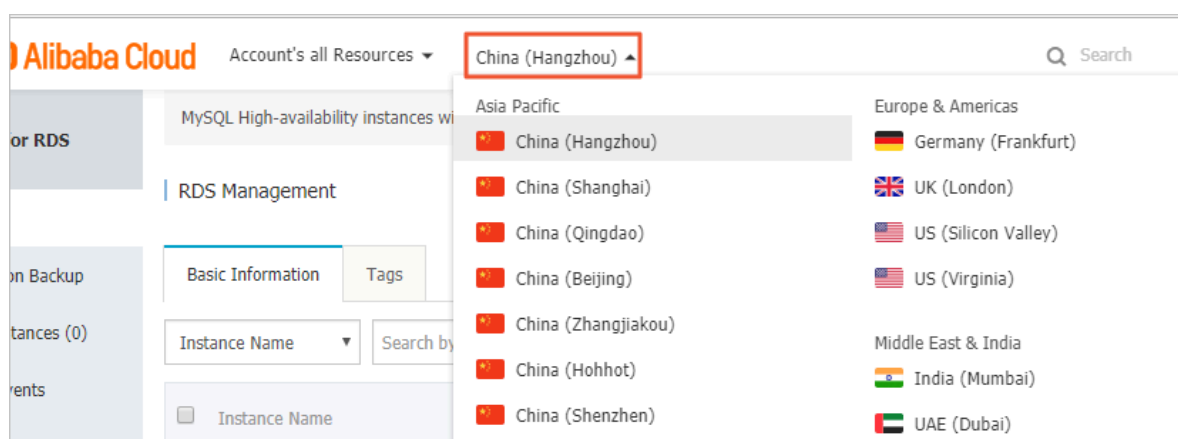 Alibaba Cloud
Account's all Resources
China (Hangzhou)
Search
MySQL High-availability instances
or RDS
RDS Management
Basic Information
Tags
on Backup
tances (0)
Instance Name
Search by
vents
Instance Name
Asia Pacific
China (Hangzhou)
China (Shanghai)
China (Qingdao)
China (Beijing)
China (Zhangjiakou)
China (Hohhot)
China (Shenzhen)
Europe & Americas
Germany (Frankfurt)
UK (London)
US (Silicon Valley)
US (Virginia)
Middle East & India
India (Mumbai)
UAE (Dubai)